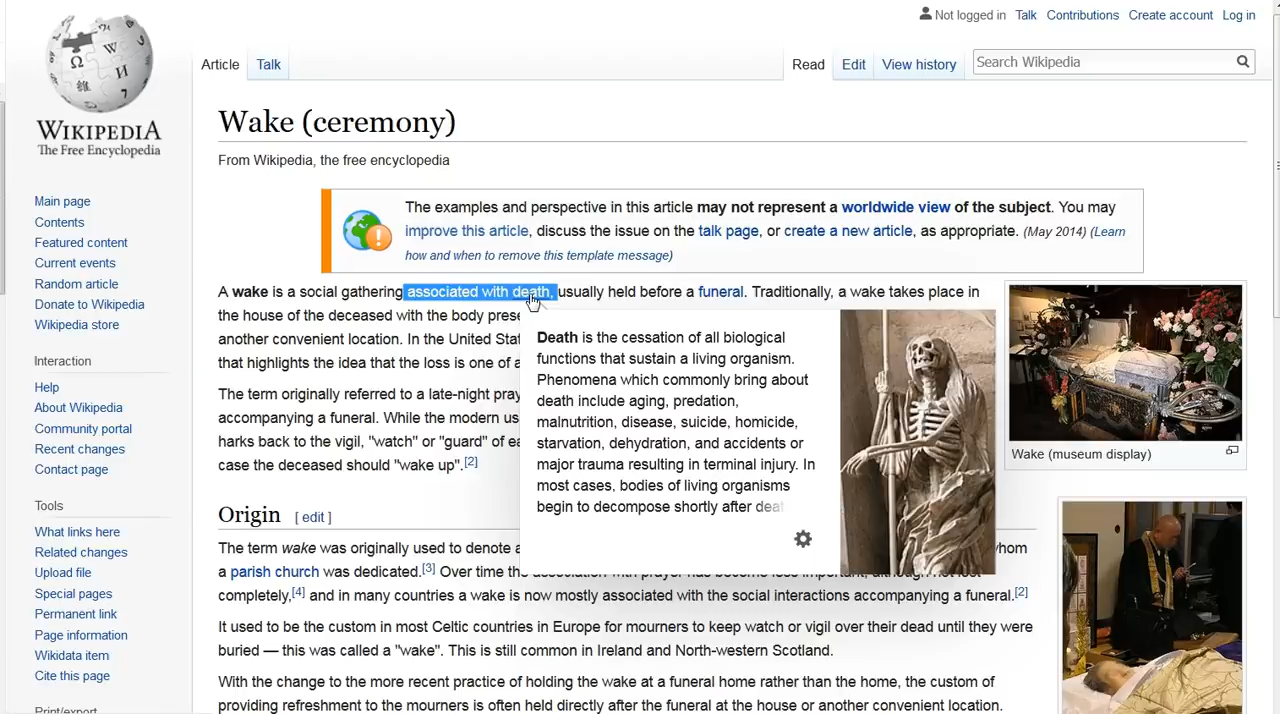 Not logged in Talk Contributions Create account Log in
Article Talk Read Edit View history Search Wikipedia
WIKIPEDIA
The Free Encyclopedia
Main page
Contents
Featured content
Current events
Random article
Donate to Wikipedia
Wikipedia store
Interaction
Help
About Wikipedia
Community portal
Recent changes
Contact page
Tools
What links here
Related changes
Upload file
Special pages
Permanent link
Page information
Wikidata item
Cite this page
Print/export
Wake (ceremony)
From Wikipedia, the free encyclopedia
The examples and perspective in this article may not represent a worldwide view of the subject. You may
improve this article, discuss the issue on the talk page, or create a new article, as appropriate. (May 2014) (Learn
how and when to remove this template message)
A wake is a social gathering associated with death, usually held before a funeral. Traditionally, a wake takes place in
the house of the deceased with the body
another convenient location. In the United
that highlights the idea that the loss is one of a
The term originally referred to a late-night
accompanying a funeral. While the modern
harks back to the vigil, "watch" or "guard" of
case the deceased should "wake up".[2]
Death is the cessation of all biological
functions that sustain a living organism.
Phenomena which commonly bring about
death include aging, predation,
malnutrition, disease, suicide, homicide,
starvation, dehydration, and accidents or
major trauma resulting in terminal injury. In
most cases, bodies of living organisms
begin to decompose shortly after
Wake (museum display)
Origin [ edit ]
The term wake was originally used to denote a whom
a parish church was dedicated.[3] Over time the association with prayer has become less important, although not lost
completely,[4] and in many countries a wake is now mostly associated with the social interactions accompanying a funeral.[2]
It used to be the custom in most Celtic countries in Europe for mourners to keep watch or vigil over their dead until they were
buried — this was called a "wake". This is still common in Ireland and North-western Scotland.
With the change to the more recent practice of holding the wake at a funeral home rather than the home, the custom of
providing refreshment to the mourners is often held directly after the funeral at the house or another convenient location.